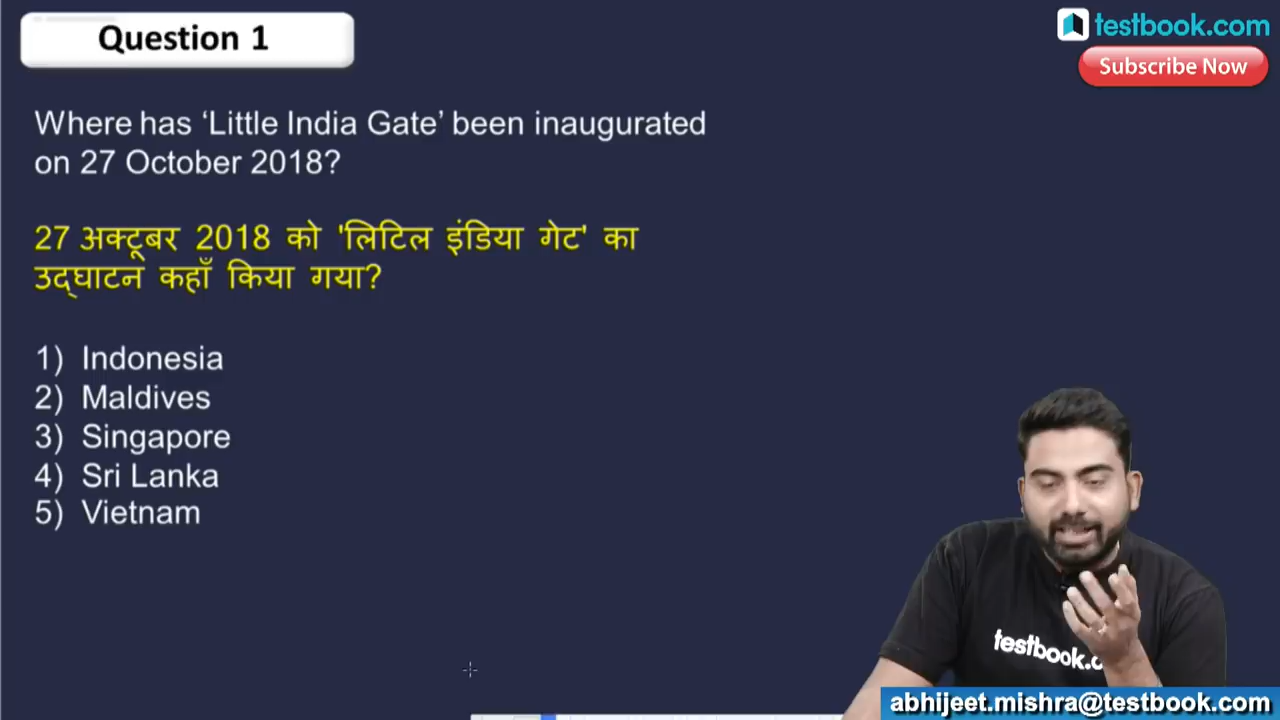 Question 1
testbook.com
Subscribe Now
Where has ‘Little India Gate’ been inaugurated
on 27 October 2018?
27 अक्टूबर 2018 को 'लिटिल इंडिया गेट' का
उद्घाटन कहाँ किया गया?
1) Indonesia
2) Maldives
3) Singapore
4) Sri Lanka
5) Vietnam
testbook.c
abhijeet.mishra@testbook.com